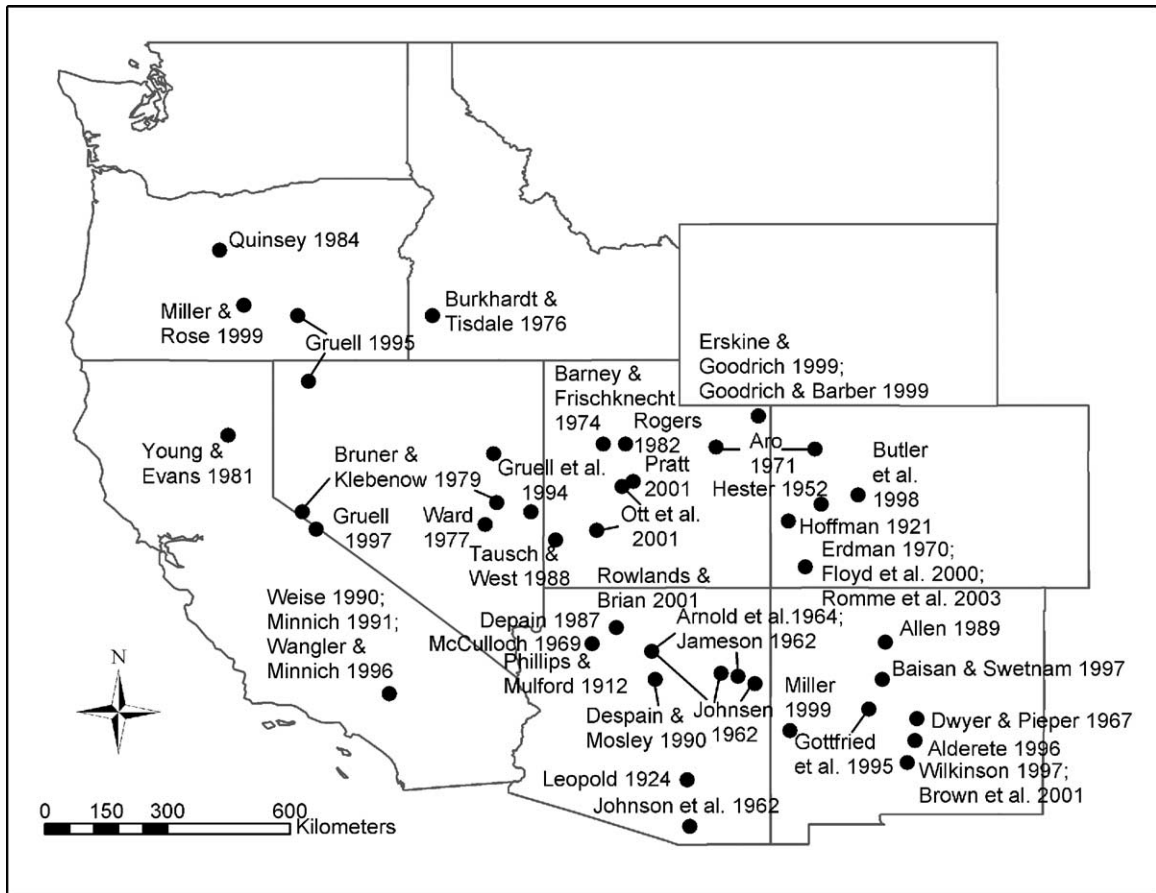 Quinsey 1984
Miller &
Rose 1999
Gruell 1995
Burkhardt &
Tisdale 1976
Erskine &
Goodrich 1999;
Goodrich & Barber 1999
Barney &
Frischknecht
1974
Rogers
1982
Aro
1971
Young &
Evans 1981
Bruner &
Klebenow 1979
Gruell et al.
1994
Pratt
2001
Hester 1952
Butler
et al.
1998
Gruell
1997
Ward
1977
Ott et al.
2001
Hoffman 1921
Tausch &
West 1988
Erdman 1970;
Floyd et al. 2000;
Romme et al. 2003
Rowlands &
Brian 2001
Weise 1990;
Minnich 1991;
Wangler &
Minnich 1996
Depain 1987
McCulloch 1969
Phillips &
Mulford 1912
Arnold et al.1964;
Jameson 1962
Allen 1989
Baisan & Swetnam 1997
Despain &
Mosley 1990
Johnsen
1962
Miller
1999
Gottfried
et al. 1995
Dwyer & Pieper 1967
Alderete 1996
Wilkinson 1997;
Brown et al. 2001
Leopold 1924
Johnson et al. 1962
N
0 150 300 600
Kilometers